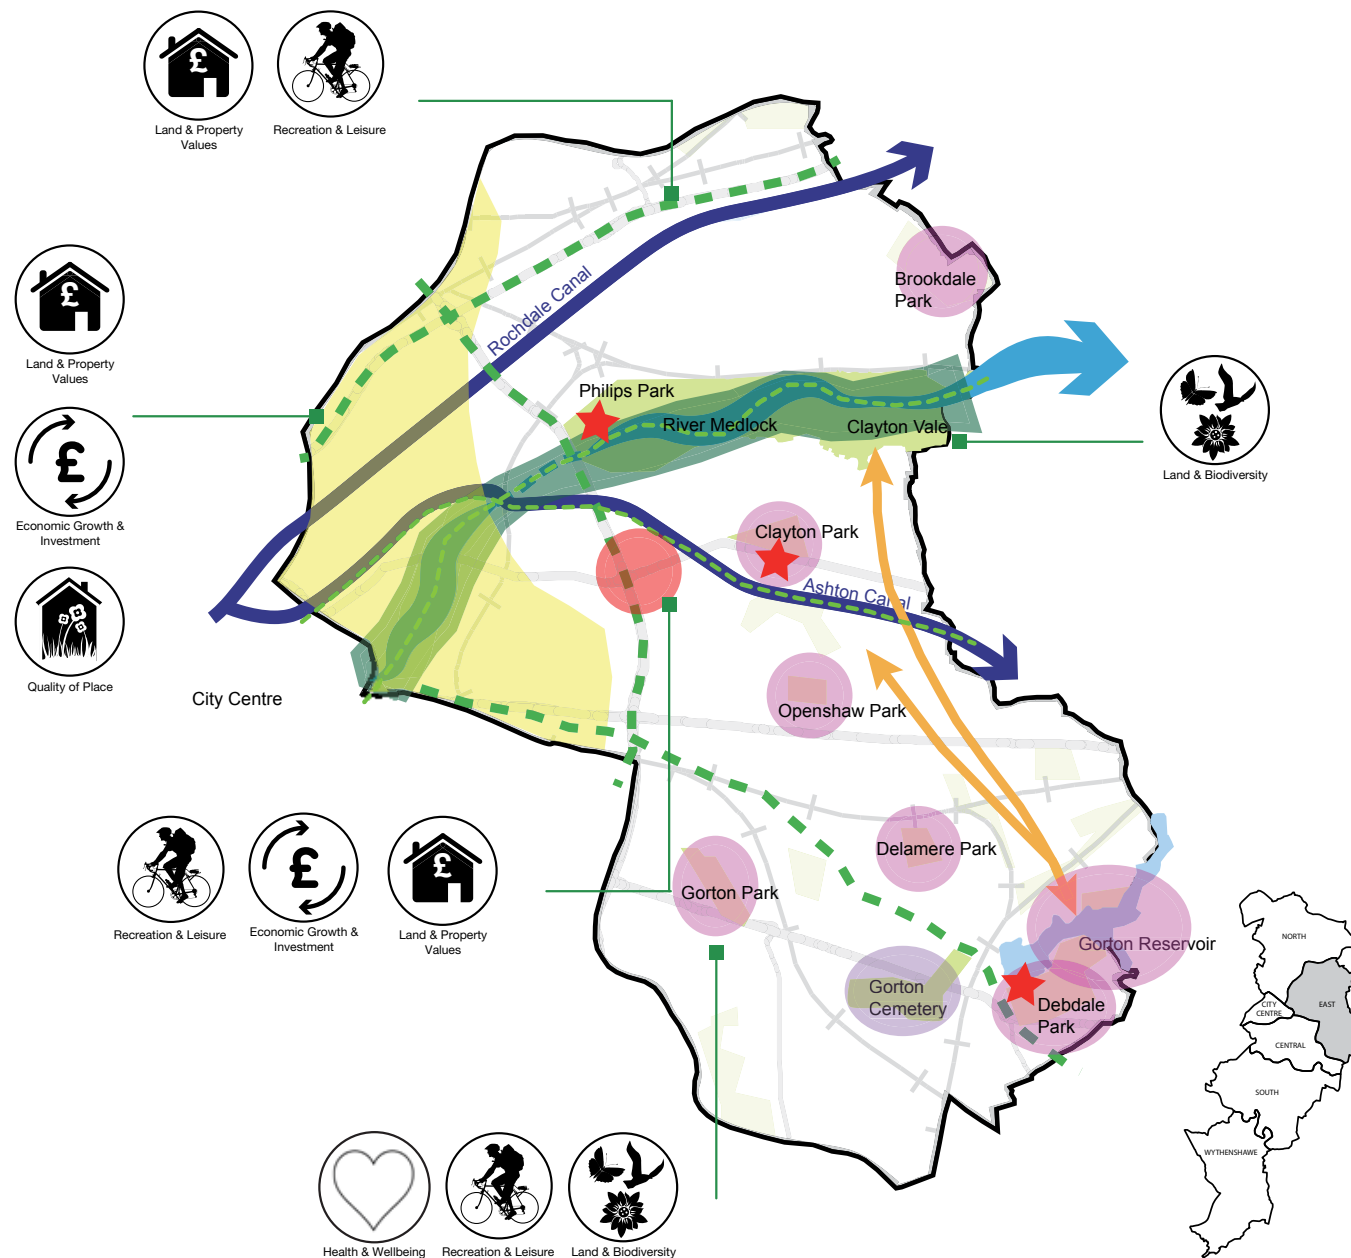 Land & Property
Values
Recreation & Leisure
Rochdale Canal
Brookdale
Park
Land & Property
Values
Philips Park
River Medlock
Clayton Vale
Land & Biodiversity
£
Economic Growth &
Investment
Clayton Park
Ashton Canal
Quality of Place
City Centre
Openshaw Park
Delamere Park
Gorton Park
Gorton Reservoir
Gorton
Cemetery
Debdale
Park
Recreation & Leisure
£
Economic Growth &
Investment
£
Land & Property
Values
£
£
NORTH
CITY
CENTRE
EAST
CENTRAL
SOUTH
WYTHENSHAWE
Health & Wellbeing
Recreation & Leisure
Land & Biodiversity